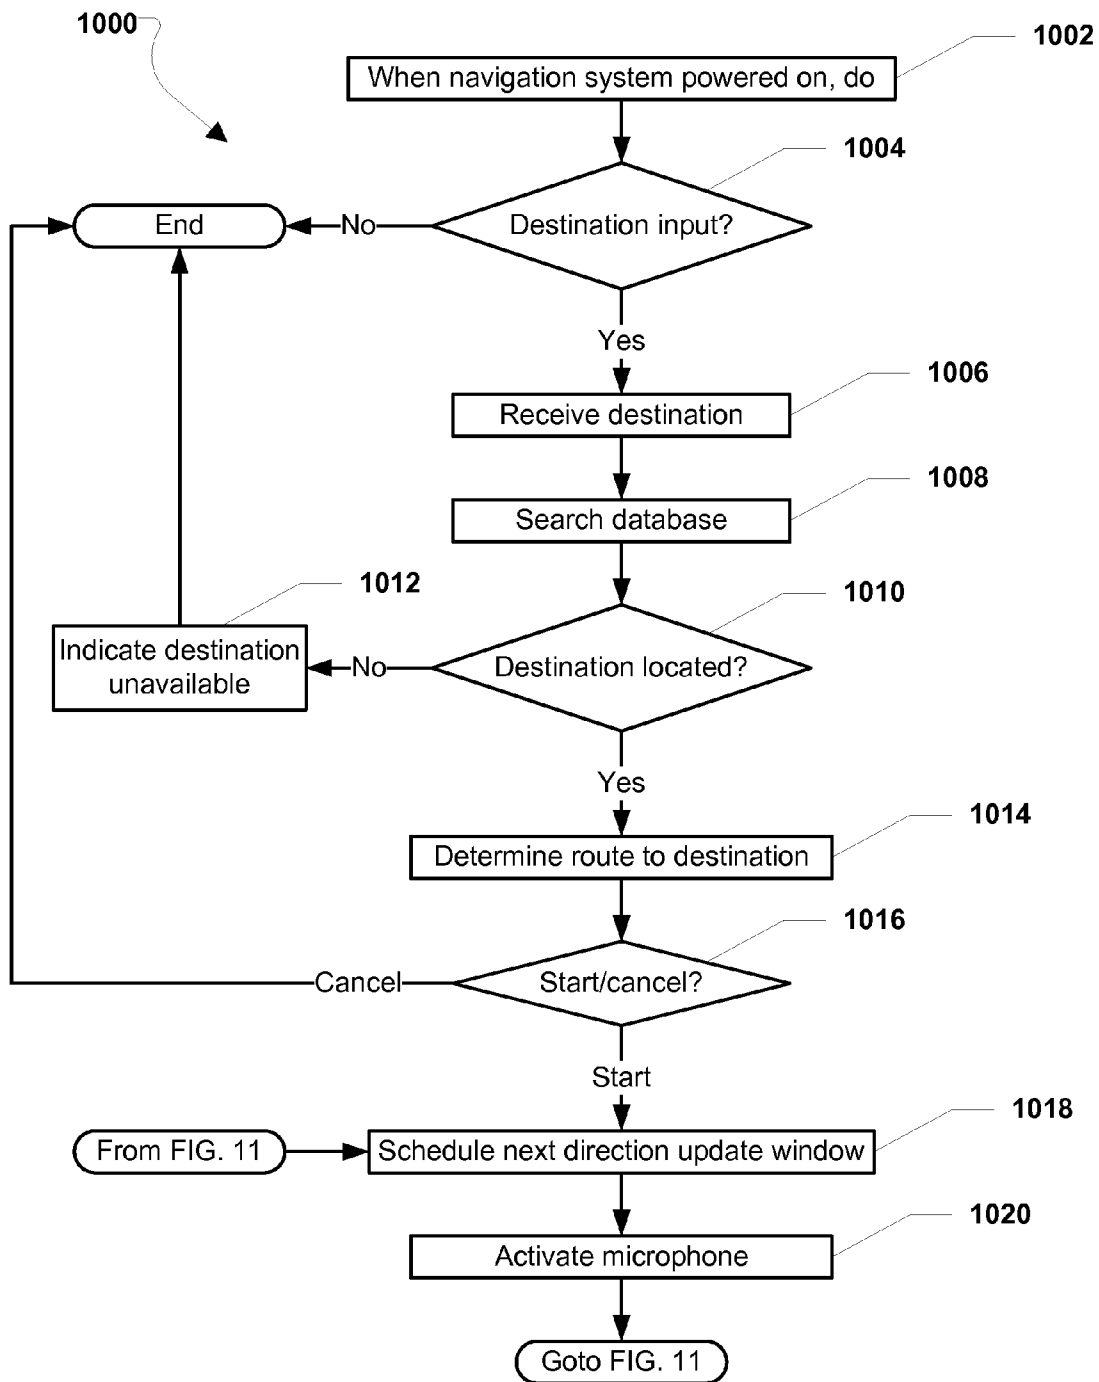 1000
1002
When navigation system powered on, do
1004
End
No
Destination input?
Yes
1006
Receive destination
1008
Search database
1012
1010
Indicate destination
unavailable
No
Destination located?
Yes
1014
Determine route to destination
1016
Cancel
Start/cancel?
Start
1018
From FIG. 11
Schedule next direction update window
1020
Activate microphone
Goto FIG. 11